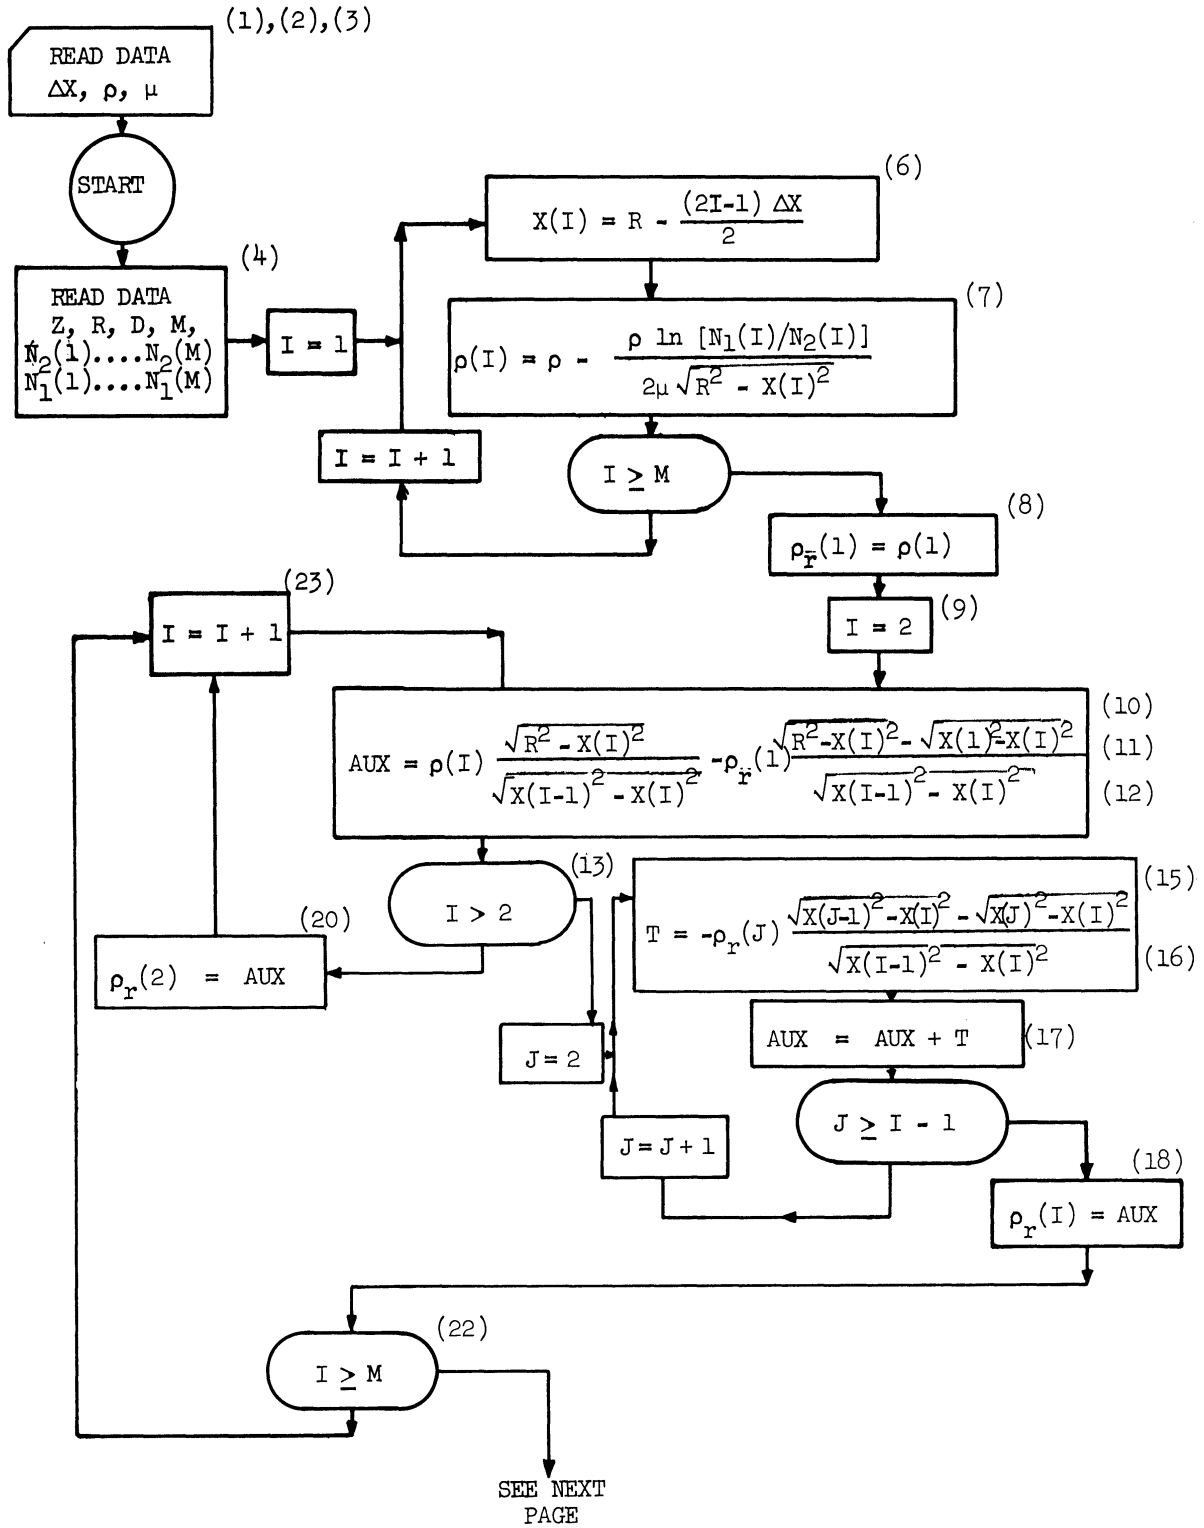 (1),(2),(3)
READ DATA
ΔX, ρ, μ
START
(4)
READ DATA
Z, R, D, M,
N₂(1)....N₂(M)
N₁(1)....N₁(M)
I = 1
(6)
X(I) = R - (2I-1) ΔX / 2
(7)
ρ(I) = ρ - ρ ln [N₁(I)/N₂(I)] / 2μ √(R² - X(I)²)
I = I + 1
I ≥ M
(8)
ρr̄(1) = ρ(1)
(9)
I = 2
(23)
I = I + 1
(10)
(11)
(12)
AUX = ρ(I) √(R² - X(I)²) / √(X(I-1)² - X(I)²) -ρr̄(1) √(R²-X(I)²) - √(X(1)²-X(I)²) / √(X(I-1)² - X(I)²)
(13)
I > 2
(20)
ρr(2) = AUX
(15)
(16)
T = -ρr(J) √(X(J-1)²-X(I)²) - √(X(J)²-X(I)²) / √(X(I-1)² - X(I)²)
J = 2
AUX = AUX + T
(17)
J ≥ I - 1
J = J + 1
(18)
ρr(I) = AUX
(22)
I ≥ M
SEE NEXT
PAGE